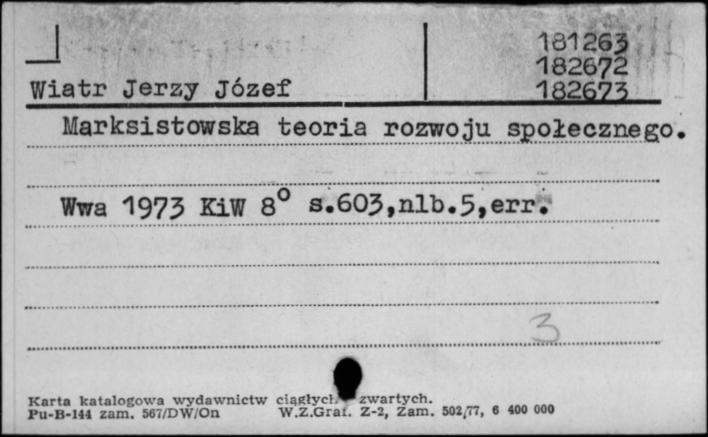 181263
182672
Wiatr Jerzy Józef 182673
Marksistowska teoria rozwoju społecznego.
Wwa 1973 KiW 8° s.603,nlb.5,err.
3
Karta katalogowa wydawnictw ciągłych zwartych.
Pu-B-144 zam. 567/DW/On W.Z.Graf. Z-2, Zam. 502/77, 6 400 000